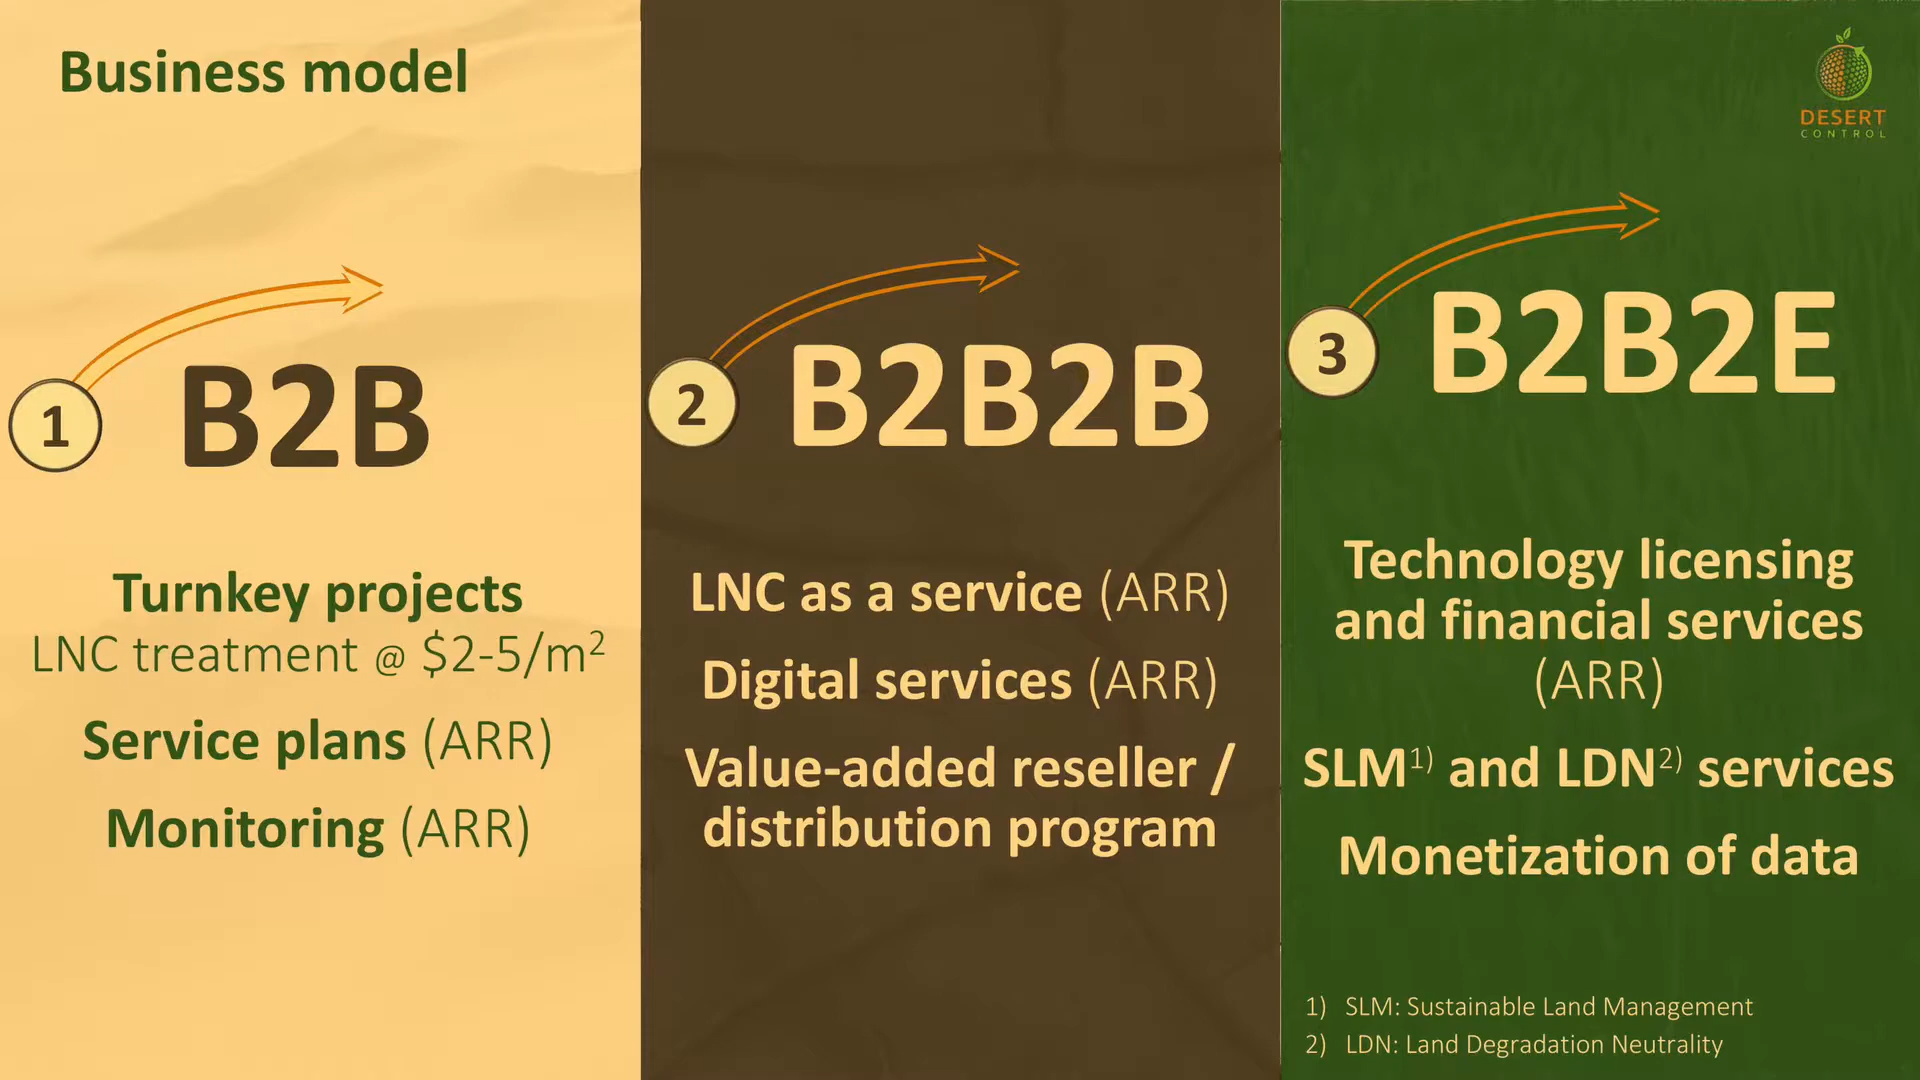 Business model
DESERT
CONTROL
1
B2B
Turnkey projects
LNC treatment @ $2-5/m²
Service plans (ARR)
Monitoring (ARR)
2
B2B2B
LNC as a service (ARR)
Digital services (ARR)
Value-added reseller /
distribution program
3
B2B2E
Technology licensing
and financial services
(ARR)
SLM¹⁾ and LDN²⁾ services
Monetization of data
1) SLM: Sustainable Land Management
2) LDN: Land Degradation Neutrality